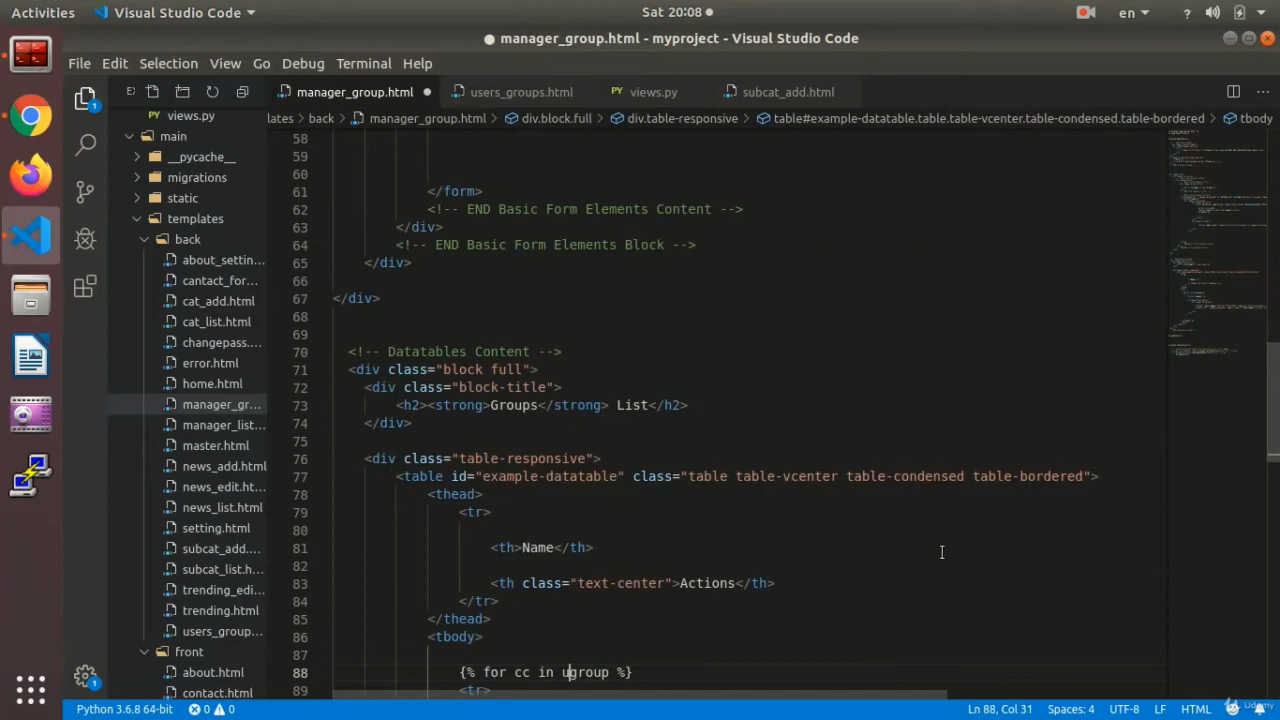 Activities Visual Studio Code Sat 20:08 en ?
manager_group.html - myproject - Visual Studio Code
File Edit Selection View Go Debug Terminal Help
manager_group.html users_groups.html views.py subcat_add.html
lates > back > manager_group.html > div.block.full > div.table-responsive > table#example-datatable.table.table-vcenter.table-condensed.table-bordered > tbody
views.py
main
__pycache__
migrations
static
templates
back
about_settin...
cantact_for...
cat_add.html
cat_list.html
changepass....
error.html
home.html
manager_gr...
manager_list...
master.html
news_add.html
news_edit.ht...
news_list.html
setting.html
subcat_add....
subcat_list.h...
trending_edi...
trending.html
users_group...
front
about.html
contact.html
58
59
60
61 </form>
62 <!-- END Basic Form Elements Content -->
63 </div>
64 <!-- END Basic Form Elements Block -->
65 </div>
66
67 </div>
68
69
70 <!-- Datatables Content -->
71 <div class="block full">
72 <div class="block-title">
73 <h2><strong>Groups</strong> List</h2>
74 </div>
75
76 <div class="table-responsive">
77 <table id="example-datatable" class="table table-vcenter table-condensed table-bordered">
78 <thead>
79 <tr>
80
81 <th>Name</th>
82
83 <th class="text-center">Actions</th>
84 </tr>
85 </thead>
86 <tbody>
87
88 {% for cc in ugroup %}
89 <tr>
Python 3.6.8 64-bit 0 0 Ln 88, Col 31 Spaces: 4 UTF-8 LF HTML
Udemy